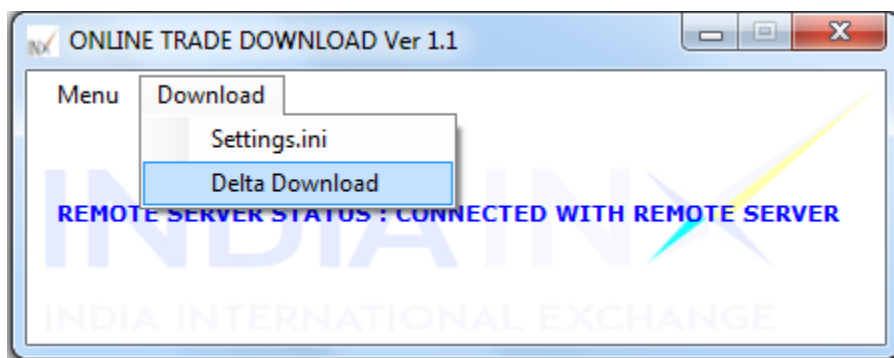 INX ONLINE TRADE DOWNLOAD Ver 1.1
Menu Download
Settings.ini
Delta Download
REMOTE SERVER STATUS : CONNECTED WITH REMOTE SERVER
INDIA INX
INDIA INTERNATIONAL EXCHANGE